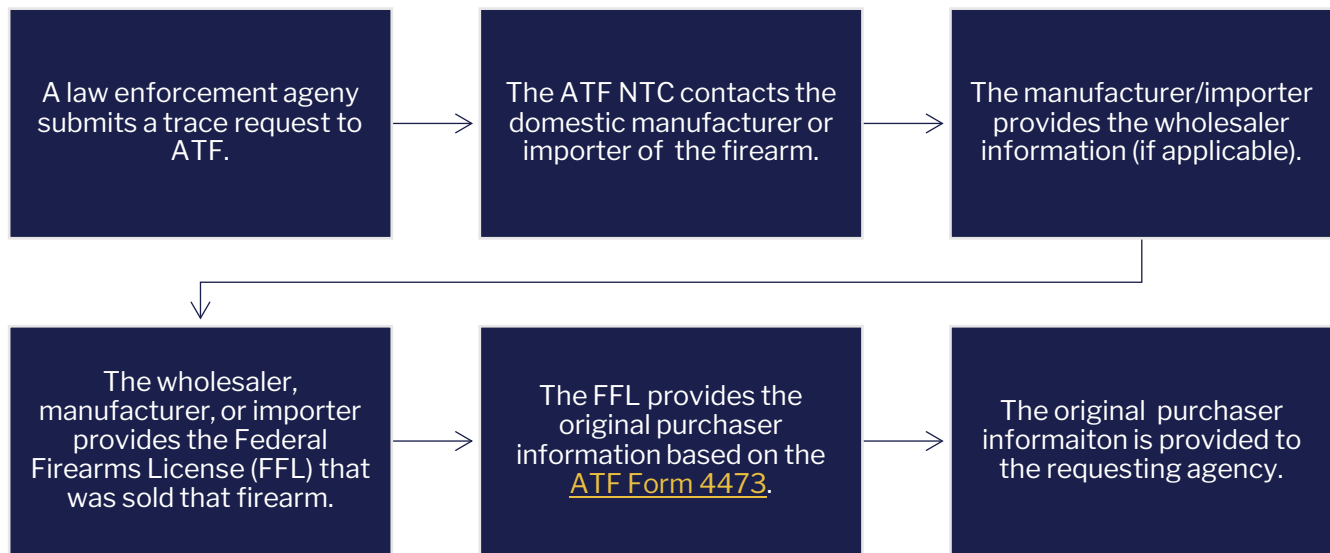 A law enforcement ageny
submits a trace request to
ATF.
The ATF NTC contacts the
domestic manufacturer or
importer of  the firearm.
The manufacturer/importer
provides the wholesaler
information (if applicable).
The wholesaler,
manufacturer, or importer
provides the Federal
Firearms License (FFL) that
was sold that firearm.
The FFL provides the
original purchaser
information based on the
ATF Form 4473.
The original  purchaser
informaiton is provided to
the requesting agency.